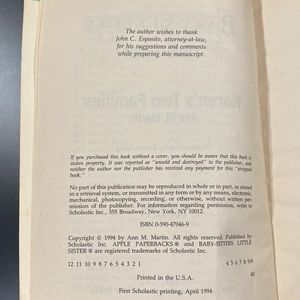 The author wishes to thank
John C. Esposito, attorney-at-law,
for his suggestions and comments
while preparing this manuscript.
If you purchased this book without a cover, you should be aware that this book is
stolen property. It was reported as "unsold and destroyed" to the publisher, and
neither the author nor the publisher has received any payment for this "stripped
book."
No part of this publication may be reproduced in whole or in part, or stored
in a retrieval system, or transmitted in any form or by any means, electronic,
mechanical, photocopying, recording, or otherwise, without written permission
of the publisher. For information regarding permission, write to
Scholastic Inc., 555 Broadway, New York, NY 10012.
ISBN 0-590-47046-9
Copyright © 1994 by Ann M. Martin. All rights reserved. Published by
Scholastic Inc. APPLE PAPERBACKS ® and BABY-SITTERS LITTLE
SISTER ® are registered trademarks of Scholastic Inc.
12 11 10 9 8 7 6 5 4 3 2 1 4 5 6 7 8 9/9
40
Printed in the U.S.A.
First Scholastic printing, April 1994